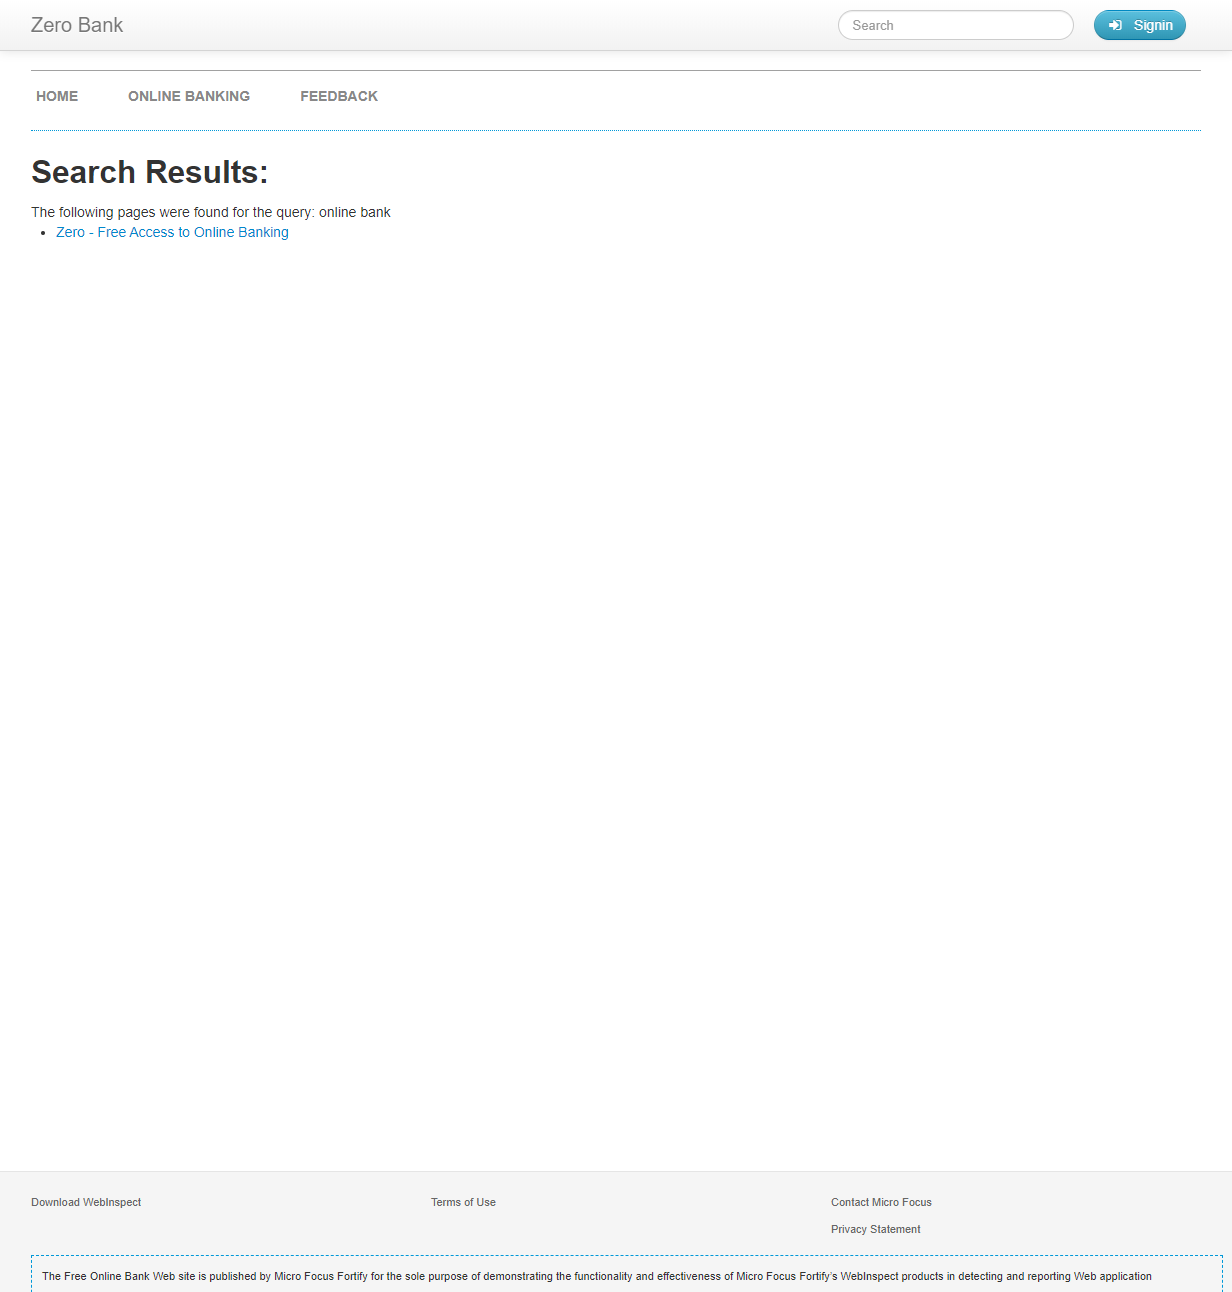 Zero Bank
Search
Signin
HOME
ONLINE BANKING
FEEDBACK
Search Results:
The following pages were found for the query: online bank
Zero - Free Access to Online Banking
Download WebInspect
Terms of Use
Contact Micro Focus
Privacy Statement
The Free Online Bank Web site is published by Micro Focus Fortify for the sole purpose of demonstrating the functionality and effectiveness of Micro Focus Fortify's WebInspect products in detecting and reporting Web application